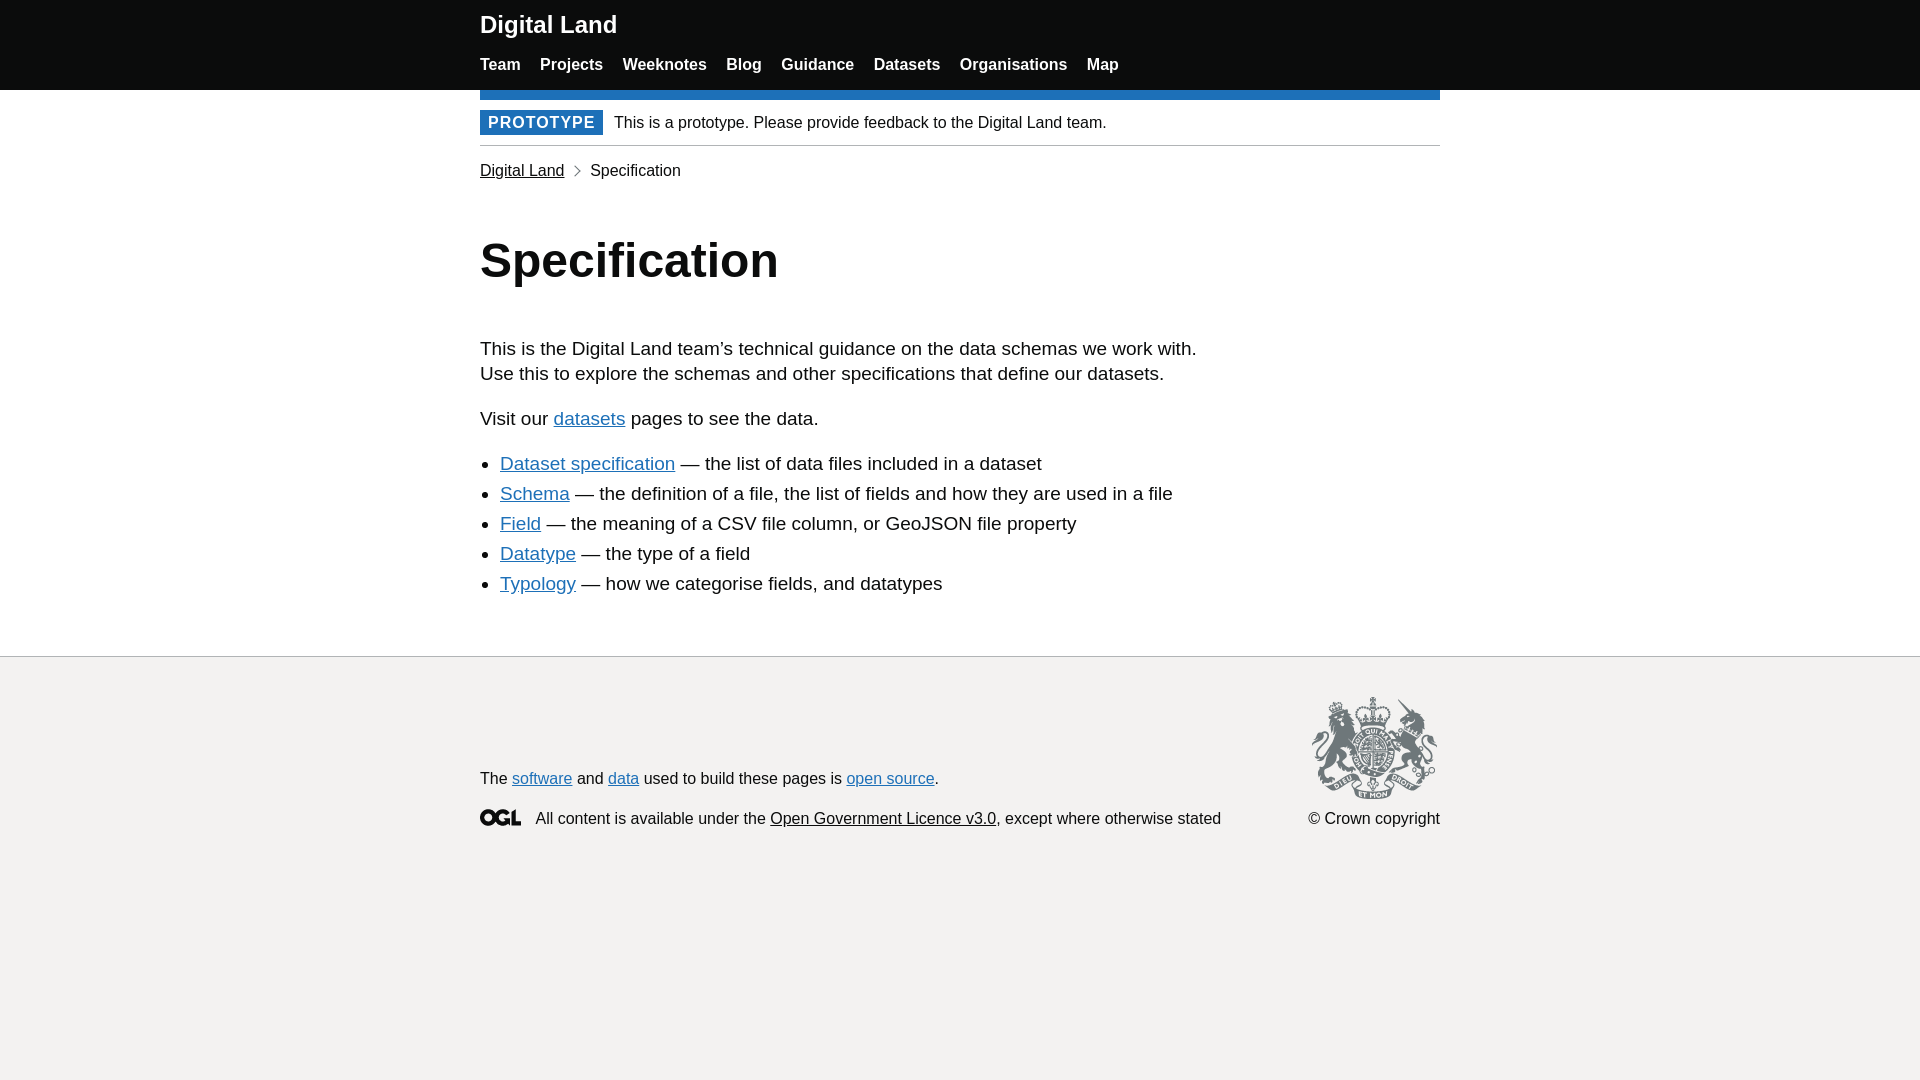 Digital Land
Team Projects Weeknotes Blog Guidance Datasets Organisations Map
PROTOTYPE This is a prototype. Please provide feedback to the Digital Land team.
Digital Land Specification
Specification
This is the Digital Land team’s technical guidance on the data schemas we work with.
Use this to explore the schemas and other specifications that define our datasets.
Visit our datasets pages to see the data.
Dataset specification — the list of data files included in a dataset
Schema — the definition of a file, the list of fields and how they are used in a file
Field — the meaning of a CSV file column, or GeoJSON file property
Datatype — the type of a field
Typology — how we categorise fields, and datatypes
The software and data used to build these pages is open source.
OGL All content is available under the Open Government Licence v3.0, except where otherwise stated
DIEU ET MON DROIT
© Crown copyright